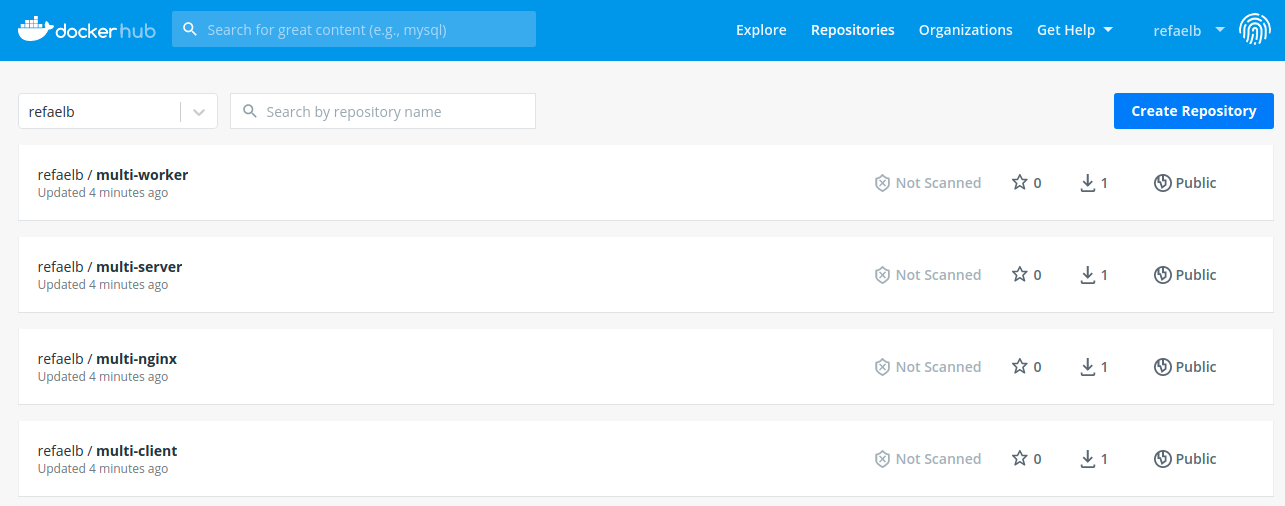 docker hub Search for great content (e.g., mysql) Explore Repositories Organizations Get Help refaelb
refaelb Search by repository name Create Repository
refaelb / multi-worker Not Scanned 0 1 Public
Updated 4 minutes ago
refaelb / multi-server Not Scanned 0 1 Public
Updated 4 minutes ago
refaelb / multi-nginx Not Scanned 0 1 Public
Updated 4 minutes ago
refaelb / multi-client Not Scanned 0 1 Public
Updated 4 minutes ago